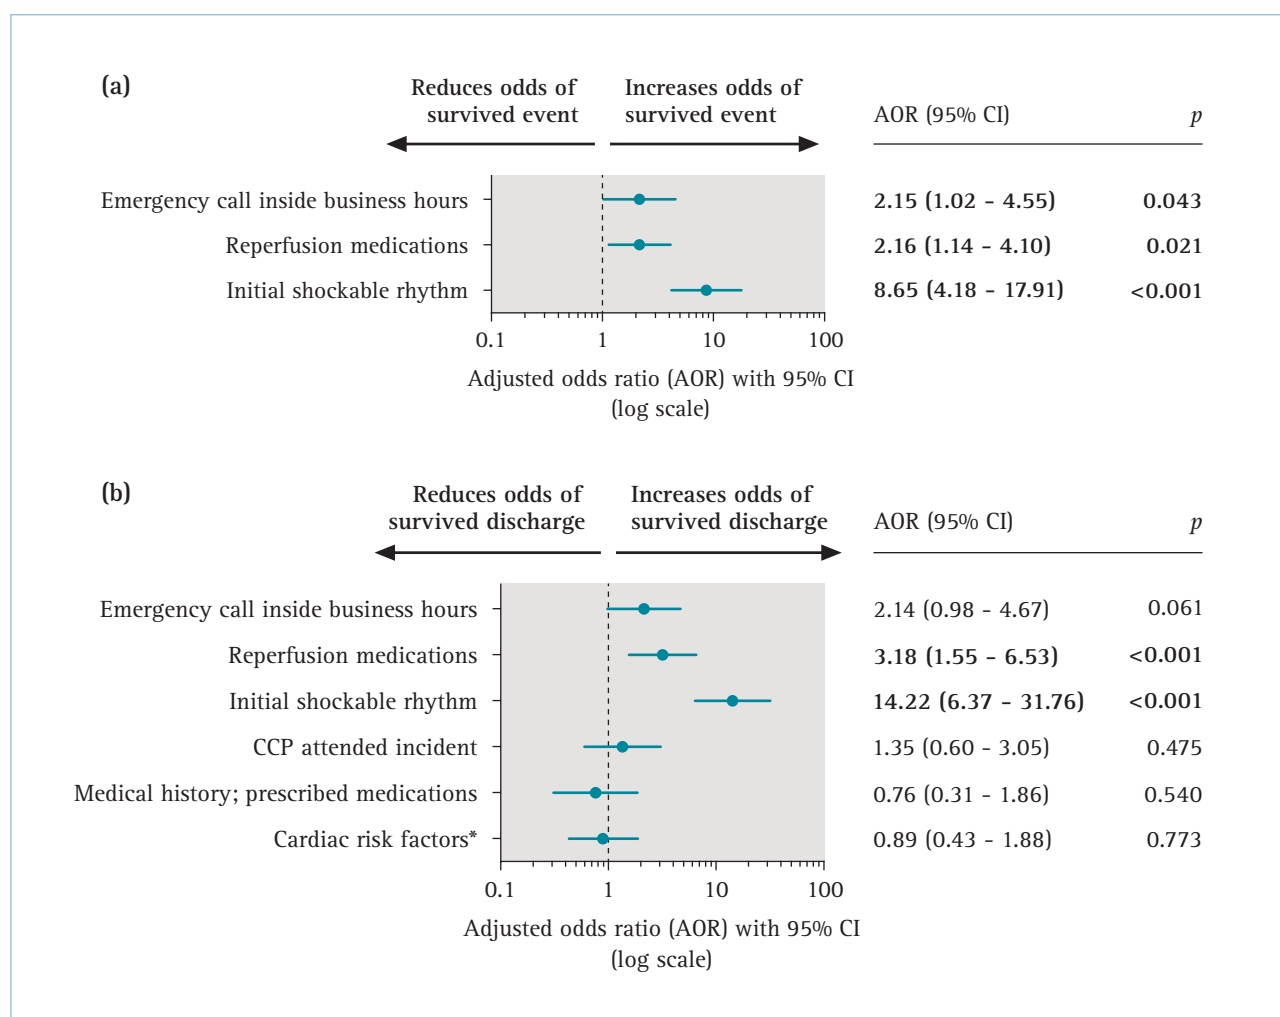 (a)
Reduces odds of survived event
Increases odds of survived event
AOR (95% CI) p
Emergency call inside business hours 2.15 (1.02 – 4.55) 0.043
Reperfusion medications 2.16 (1.14 – 4.10) 0.021
Initial shockable rhythm 8.65 (4.18 – 17.91) <0.001
0.1 1 10 100
Adjusted odds ratio (AOR) with 95% CI
(log scale)
(b)
Reduces odds of survived discharge
Increases odds of survived discharge
AOR (95% CI) p
Emergency call inside business hours 2.14 (0.98 – 4.67) 0.061
Reperfusion medications 3.18 (1.55 – 6.53) <0.001
Initial shockable rhythm 14.22 (6.37 – 31.76) <0.001
CCP attended incident 1.35 (0.60 – 3.05) 0.475
Medical history; prescribed medications 0.76 (0.31 – 1.86) 0.540
Cardiac risk factors* 0.89 (0.43 – 1.88) 0.773
0.1 1 10 100
Adjusted odds ratio (AOR) with 95% CI
(log scale)